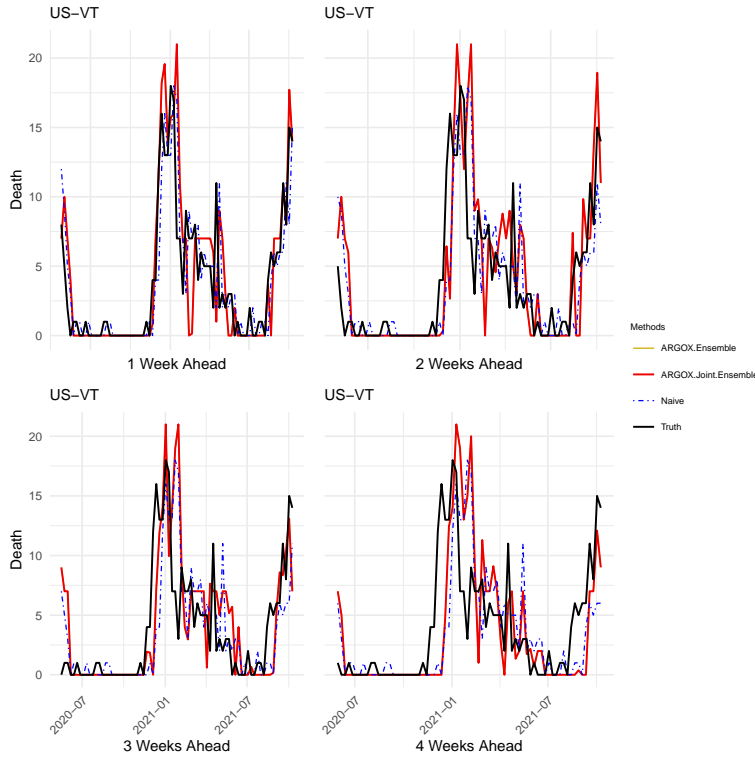 US−VT
US−VT
Death
20
15
10
5
0
1 Week Ahead
2 Weeks Ahead
Methods
ARGOX.Ensemble
ARGOX.Joint.Ensemble
Naive
Truth
US−VT
US−VT
Death
20
15
10
5
0
2020−07
2021−01
2021−07
2020−07
2021−01
2021−07
3 Weeks Ahead
4 Weeks Ahead